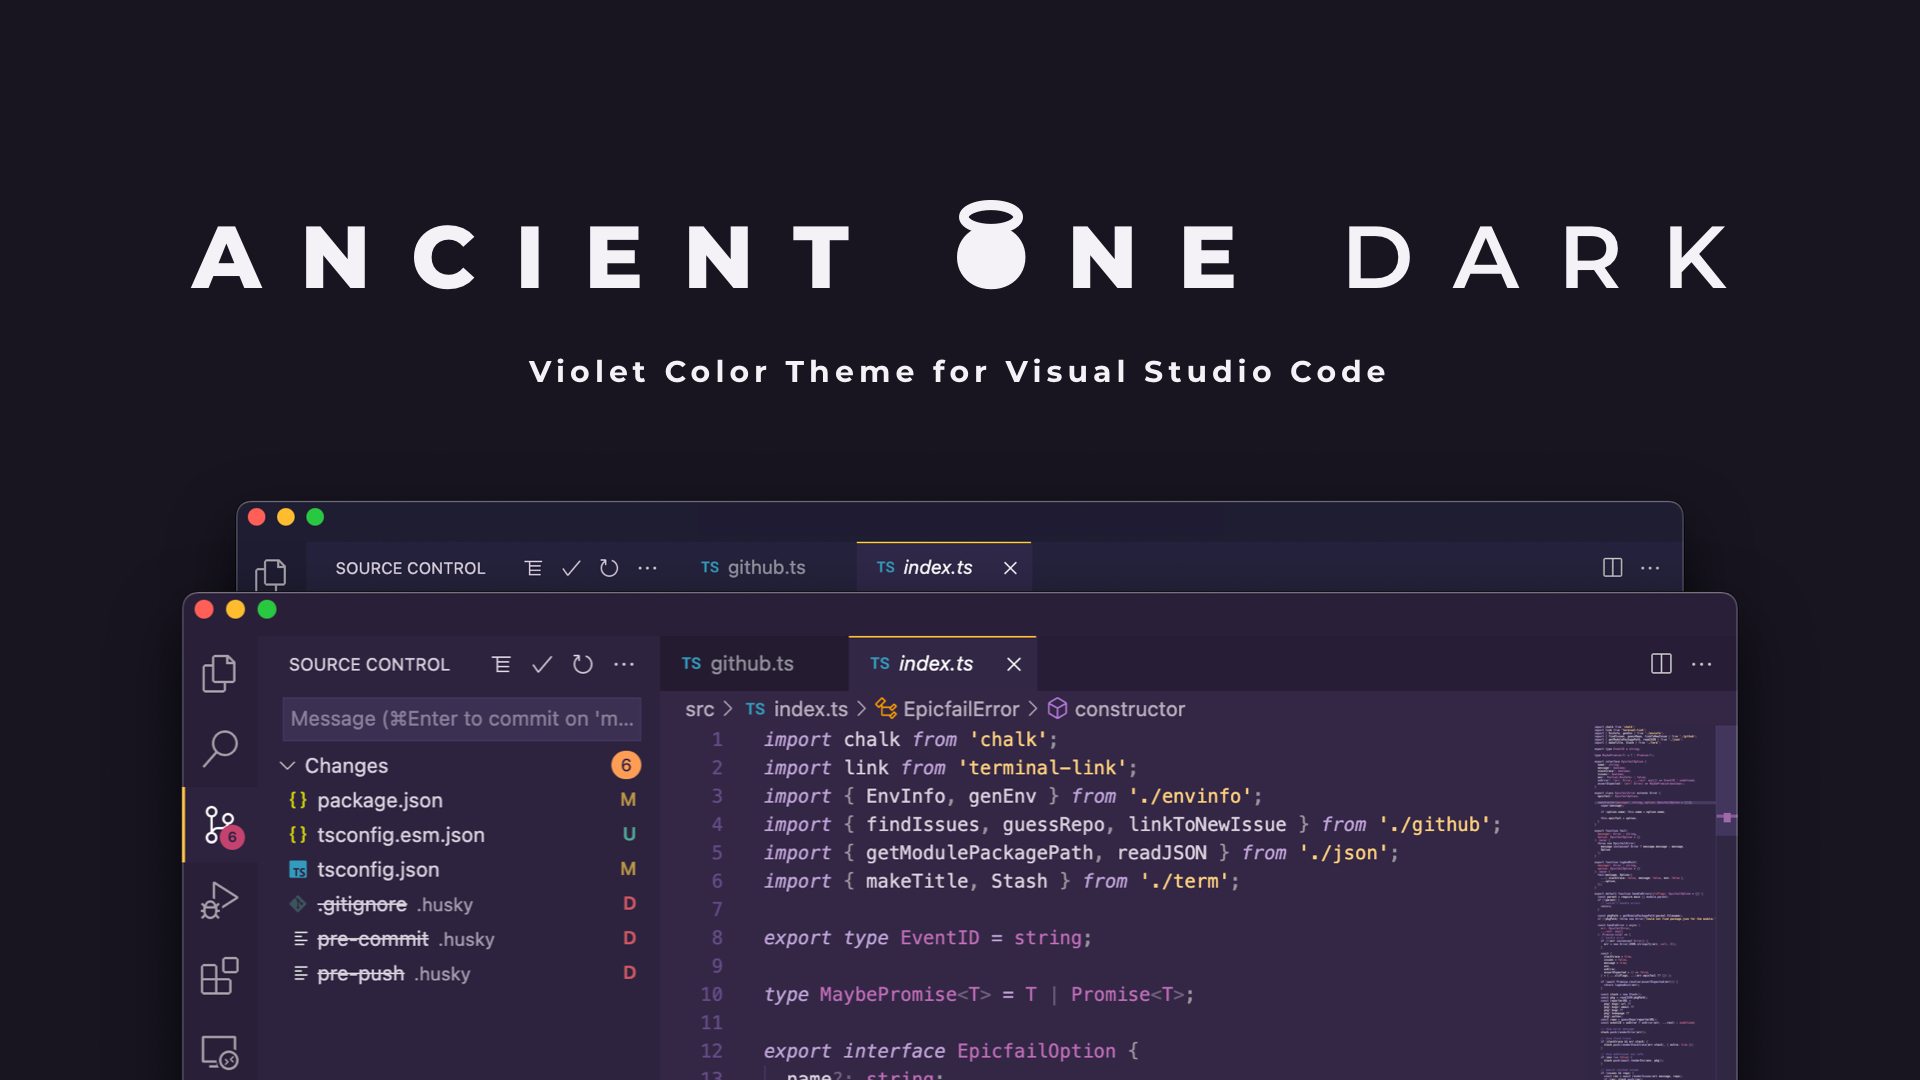 ANCIENT ONE DARK
Violet Color Theme for Visual Studio Code
SOURCE CONTROL
TS github.ts
TS index.ts
SOURCE CONTROL
TS github.ts
TS index.ts
Message (⌘Enter to commit on 'm...
src > TS index.ts > EpicfailError > constructor
Changes 6
{} package.json M
{} tsconfig.esm.json U
TS tsconfig.json M
.gitignore .husky D
pre-commit .husky D
pre-push .husky D
6
1 import chalk from 'chalk';
2 import link from 'terminal-link';
3 import { EnvInfo, genEnv } from './envinfo';
4 import { findIssues, guessRepo, linkToNewIssue } from './github';
5 import { getModulePackagePath, readJSON } from './json';
6 import { makeTitle, Stash } from './term';
7
8 export type EventID = string;
9
10 type MaybePromise<T> = T | Promise<T>;
11
12 export interface EpicfailOption {
13 name?: string;